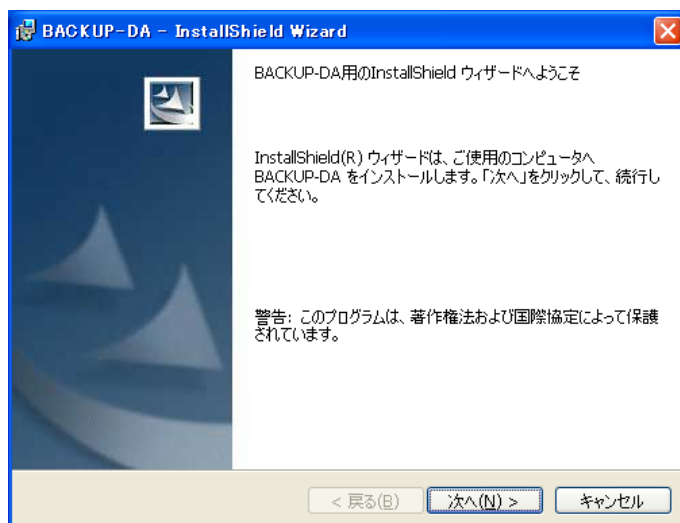 BACKUP-DA - InstallShield Wizard
BACKUP-DA用のInstallShield ウィザードへようこそ
InstallShield(R) ウィザードは、ご使用のコンピュータへ
BACKUP-DA をインストールします。「次へ」をクリックして、続行し
てください。
警告: このプログラムは、著作権法および国際協定によって保護
されています。
< 戻る(B) 次へ(N) > キャンセル